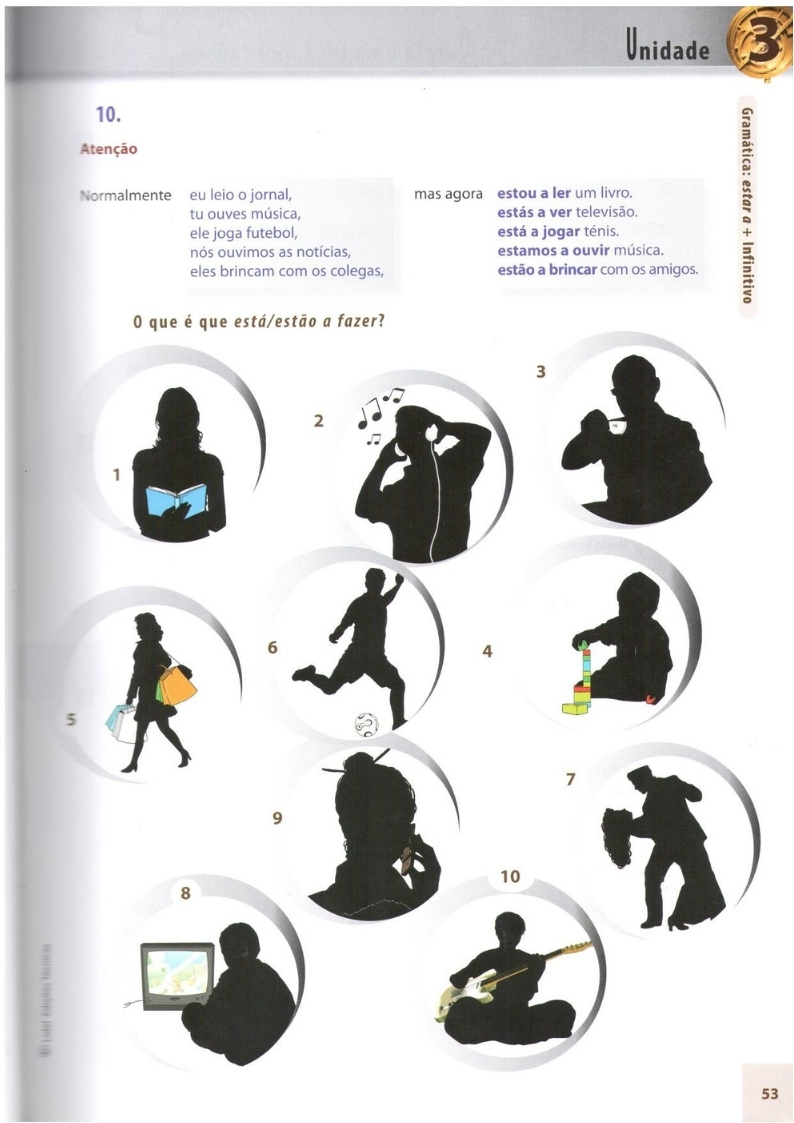 Unidade 3
10.
Atenção
Normalmente eu leio o jornal, mas agora estou a ler um livro.
tu ouves música, estás a ver televisão.
ele joga futebol, está a jogar ténis.
nós ouvimos as notícias, estamos a ouvir música.
eles brincam com os colegas, estão a brincar com os amigos.
Gramática: estar a + Infinitivo
O que é que está/estão a fazer?
1
2
3
4
5
6
7
8
9
10
© Lidel Edições Técnicas
53